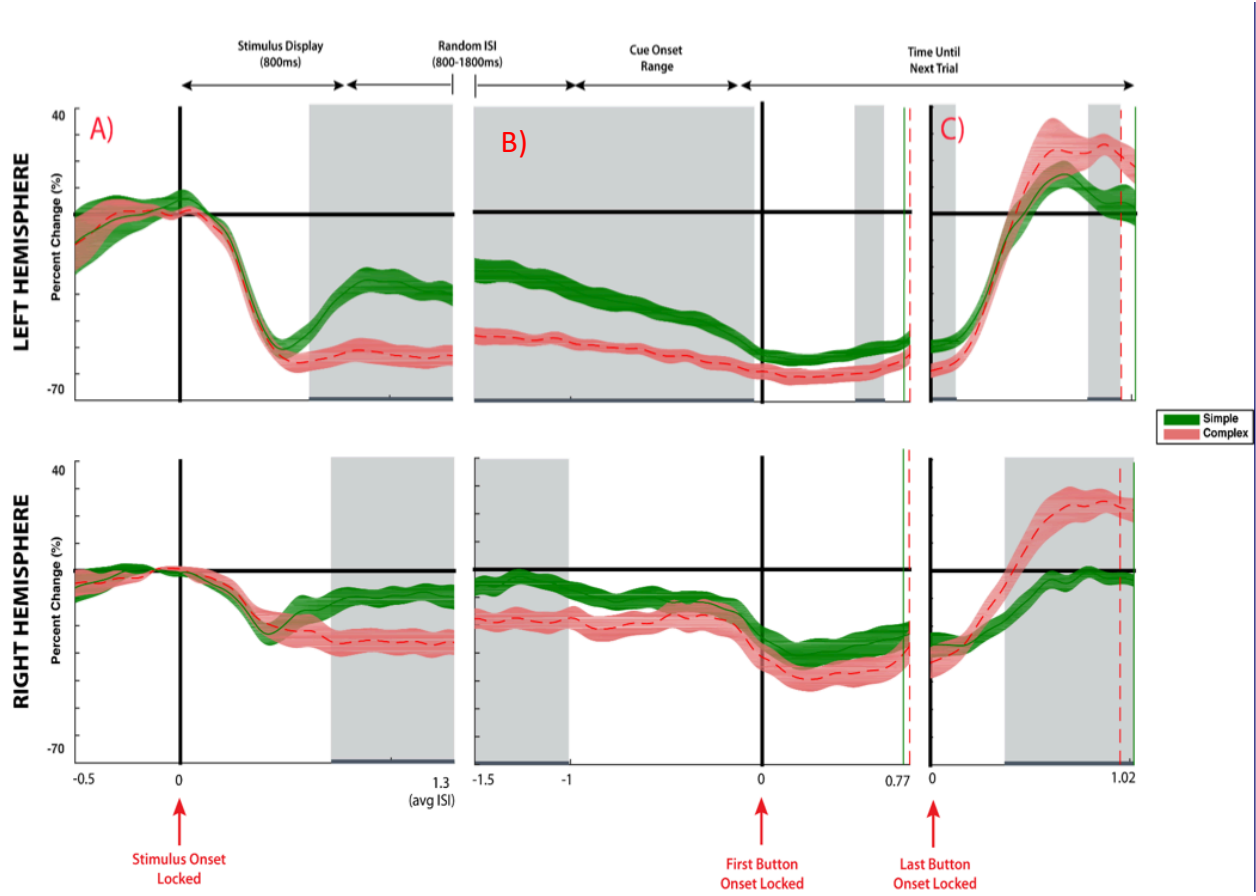 Stimulus Display
(800ms)
Random ISI
(800-1800ms)
Cue Onset
Range
Time Until
Next Trial
LEFT HEMISPHERE
Percent Change (%)
40
-70
A)
B)
C)
Simple
Complex
RIGHT HEMISPHERE
Percent Change (%)
40
-70
-0.5
0
1.3
(avg ISI)
-1.5
-1
0
0.77
0
1.02
Stimulus Onset
Locked
First Button
Onset Locked
Last Button
Onset Locked